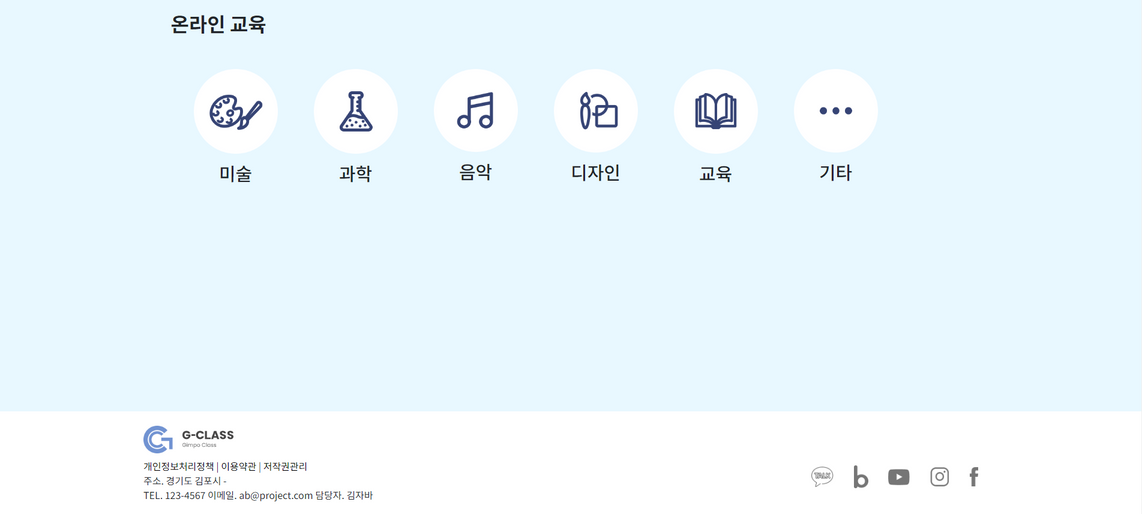 온라인 교육
미술 과학 음악 디자인 교육 기타
G-CLASS
Gimpo Class
개인정보처리정책 | 이용약관 | 저작권관리
주소. 경기도 김포시 -
TEL. 123-4567 이메일. ab@project.com 담당자. 김자바
TALK
b
f